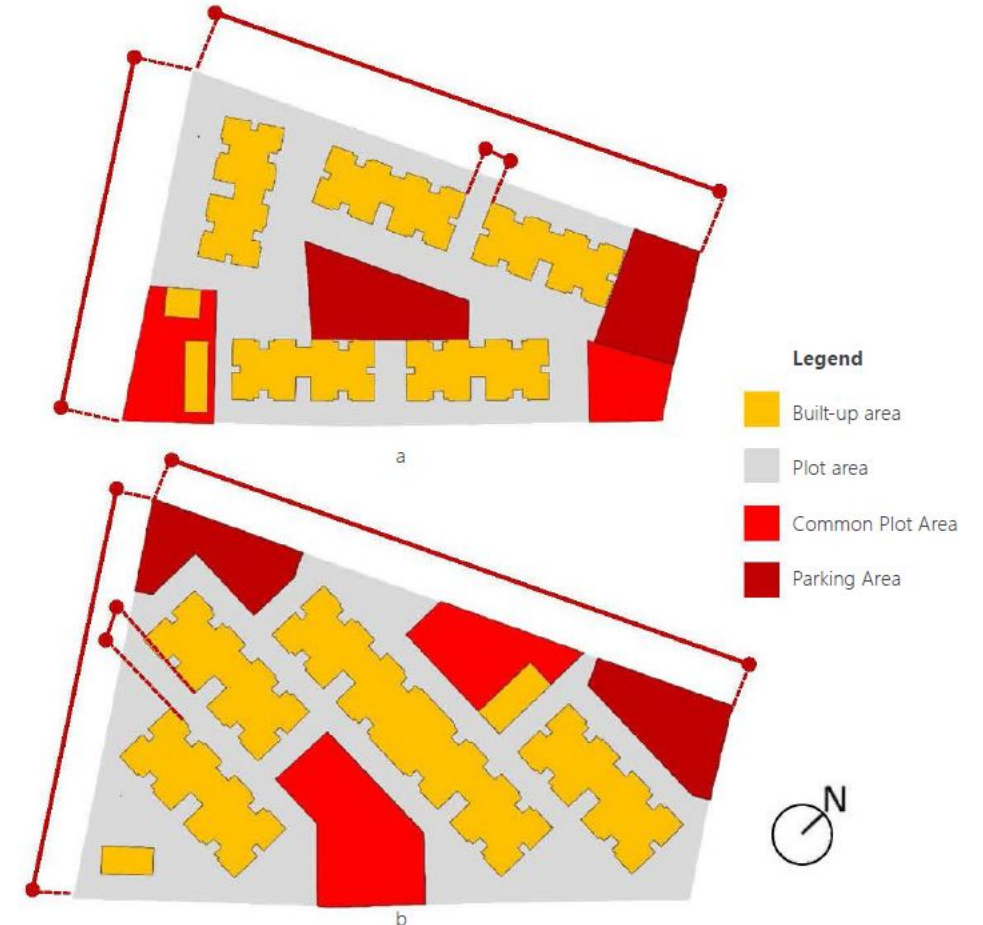 a
Legend
Built-up area
Plot area
Common Plot Area
Parking Area
N
b